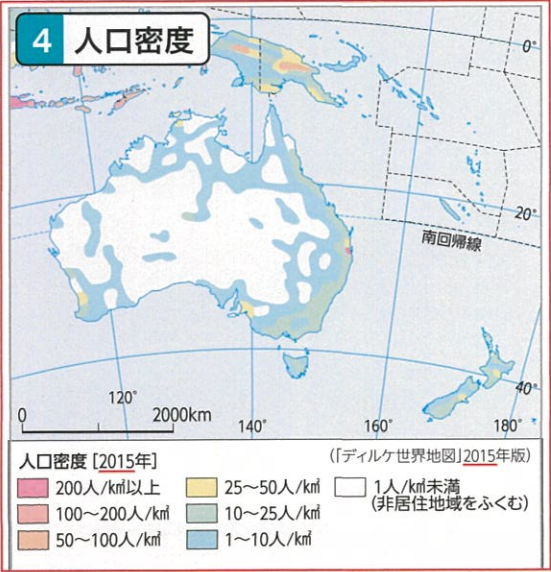 4 人口密度
0°
20°
南回帰線
40°
120°
0 2000km
140° 160° 180°
人口密度 [2015年] (「ディルケ世界地図」2015年版)
200人/km²以上 25〜50人/km² 1人/km²未満
(非居住地域をふくむ)
100〜200人/km² 10〜25人/km²
50〜100人/km² 1〜10人/km²